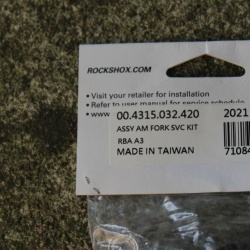 ROCKSHOX.COM
• Visit your retailer for installation
• Refer to user manual for service schedule
• www
00.4315.032.420 2021
ASSY AM FORK SVC KIT
RBA A3 7108
MADE IN TAIWAN